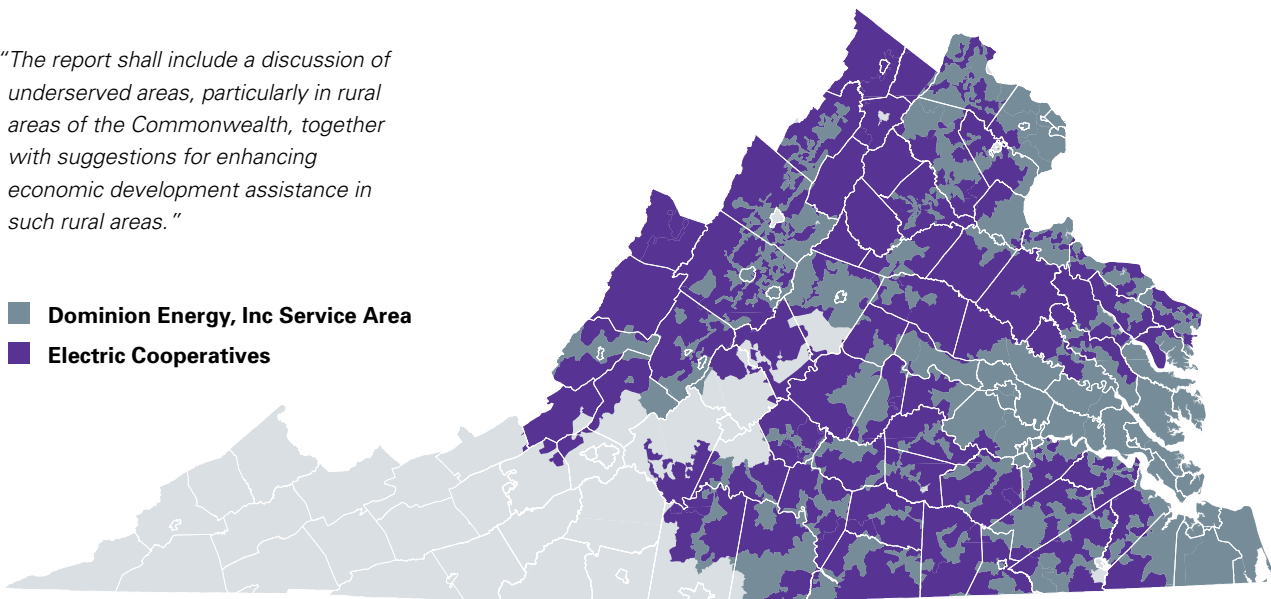 “The report shall include a discussion of
underserved areas, particularly in rural
areas of the Commonwealth, together
with suggestions for enhancing
economic development assistance in
such rural areas.”
Dominion Energy, Inc Service Area
Electric Cooperatives